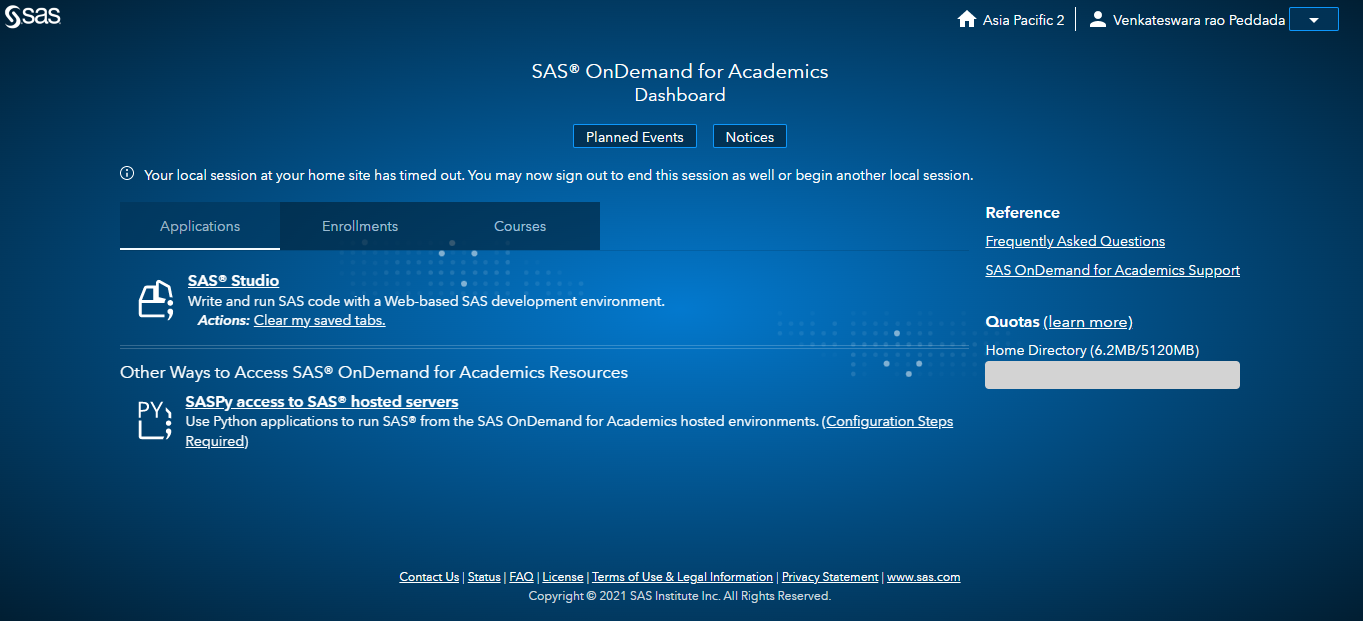 sas
Asia Pacific 2
Venkateswara rao Peddada
SAS® OnDemand for Academics
Dashboard
Planned Events
Notices
Your local session at your home site has timed out. You may now sign out to end this session as well or begin another local session.
Applications
Enrollments
Courses
SAS® Studio
Write and run SAS code with a Web-based SAS development environment.
Actions: Clear my saved tabs.
Other Ways to Access SAS® OnDemand for Academics Resources
PY
SASPy access to SAS® hosted servers
Use Python applications to run SAS® from the SAS OnDemand for Academics hosted environments. (Configuration Steps
Required)
Reference
Frequently Asked Questions
SAS OnDemand for Academics Support
Quotas (learn more)
Home Directory (6.2MB/5120MB)
Contact Us | Status | FAQ | License | Terms of Use & Legal Information | Privacy Statement | www.sas.com
Copyright © 2021 SAS Institute Inc. All Rights Reserved.